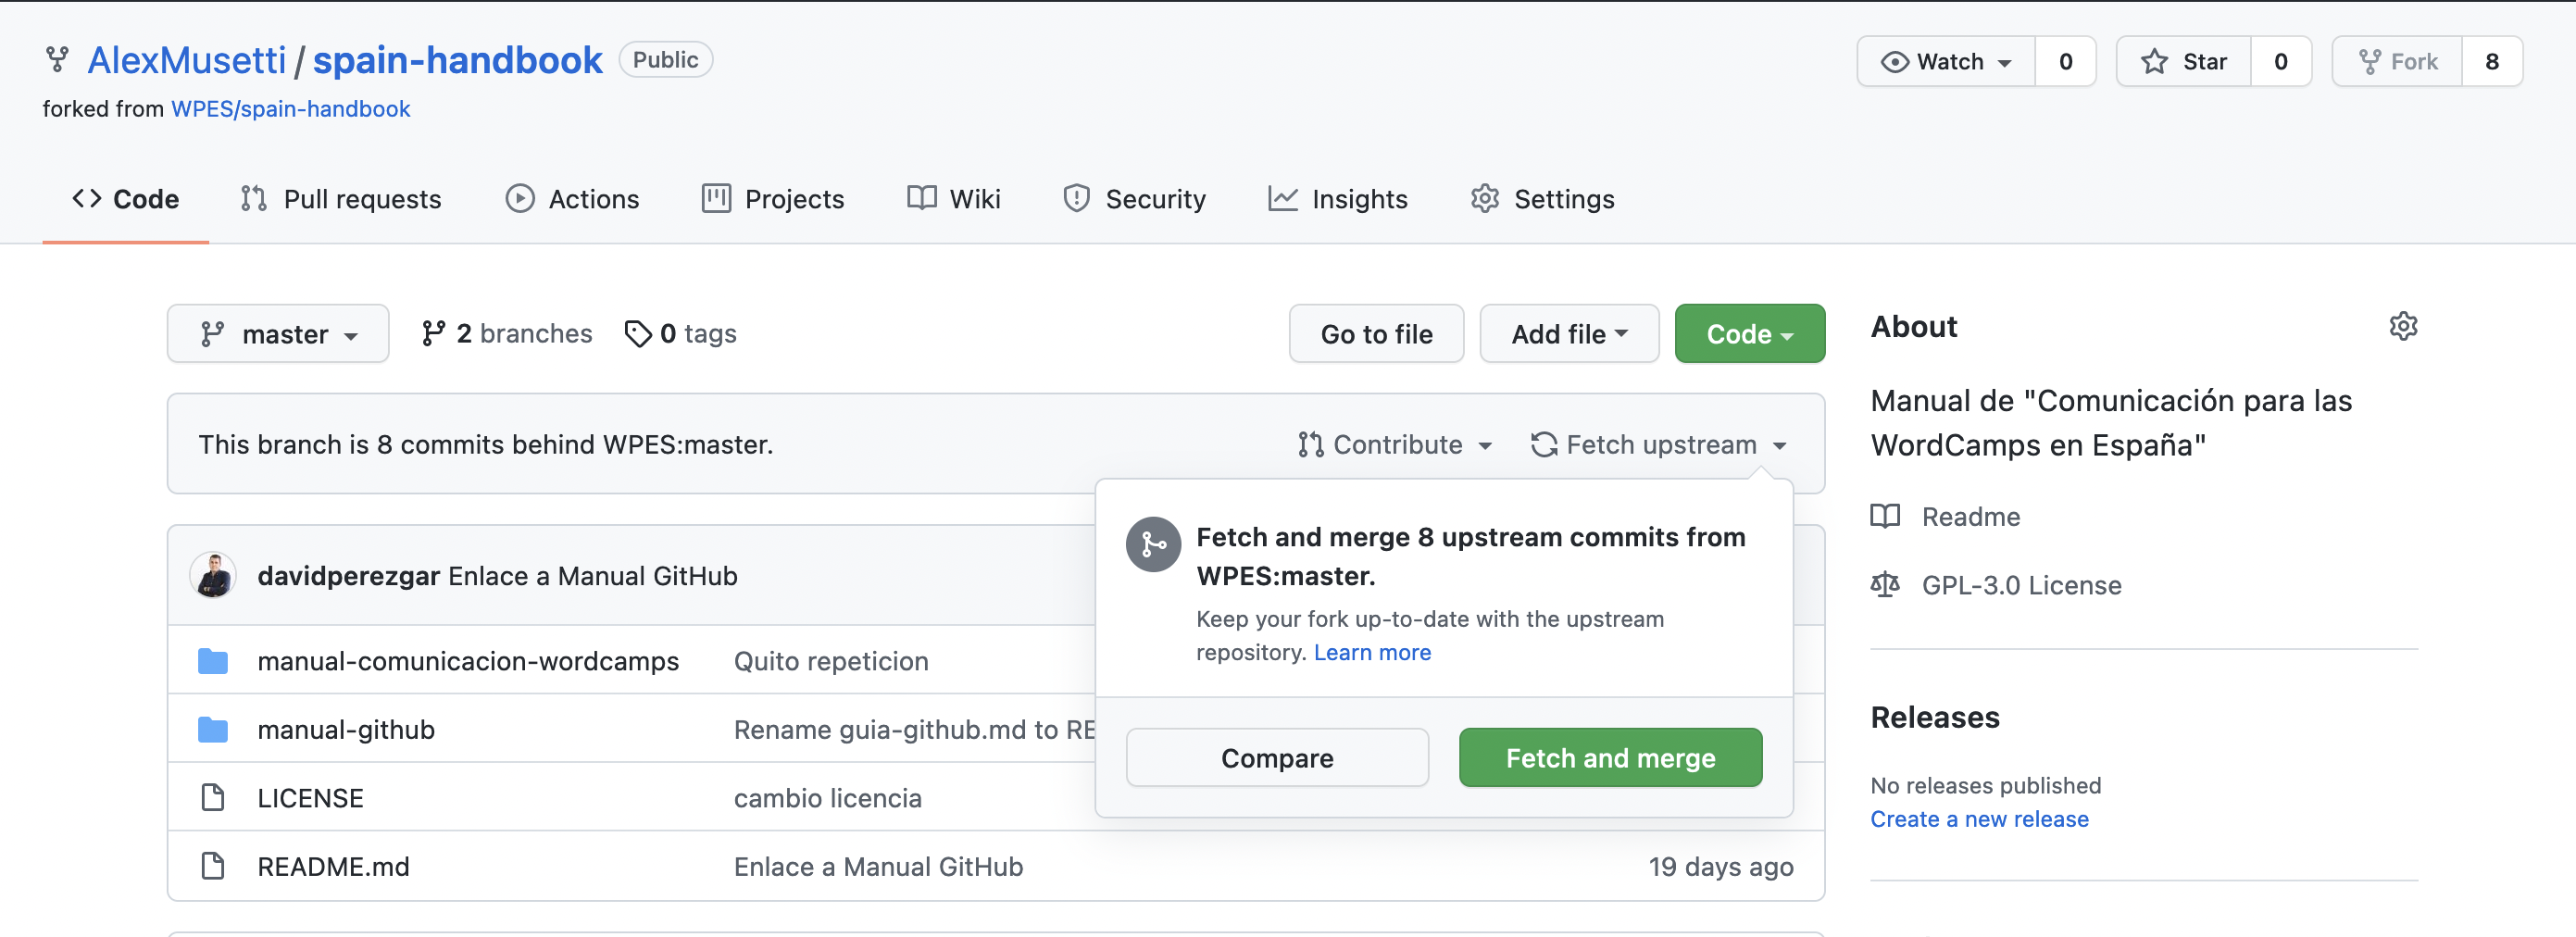 AlexMusetti / spain-handbook Public
Watch 0 Star 0 Fork 8
forked from WPES/spain-handbook
Code Pull requests Actions Projects Wiki Security Insights Settings
master 2 branches 0 tags Go to file Add file Code
This branch is 8 commits behind WPES:master. Contribute Fetch upstream
Fetch and merge 8 upstream commits from
WPES:master.
Keep your fork up-to-date with the upstream
repository. Learn more
Compare Fetch and merge
davidperezgar Enlace a Manual GitHub
manual-comunicacion-wordcamps Quito repeticion
manual-github Rename guia-github.md to RE
LICENSE cambio licencia
README.md Enlace a Manual GitHub 19 days ago
About
Manual de "Comunicación para las
WordCamps en España"
Readme
GPL-3.0 License
Releases
No releases published
Create a new release